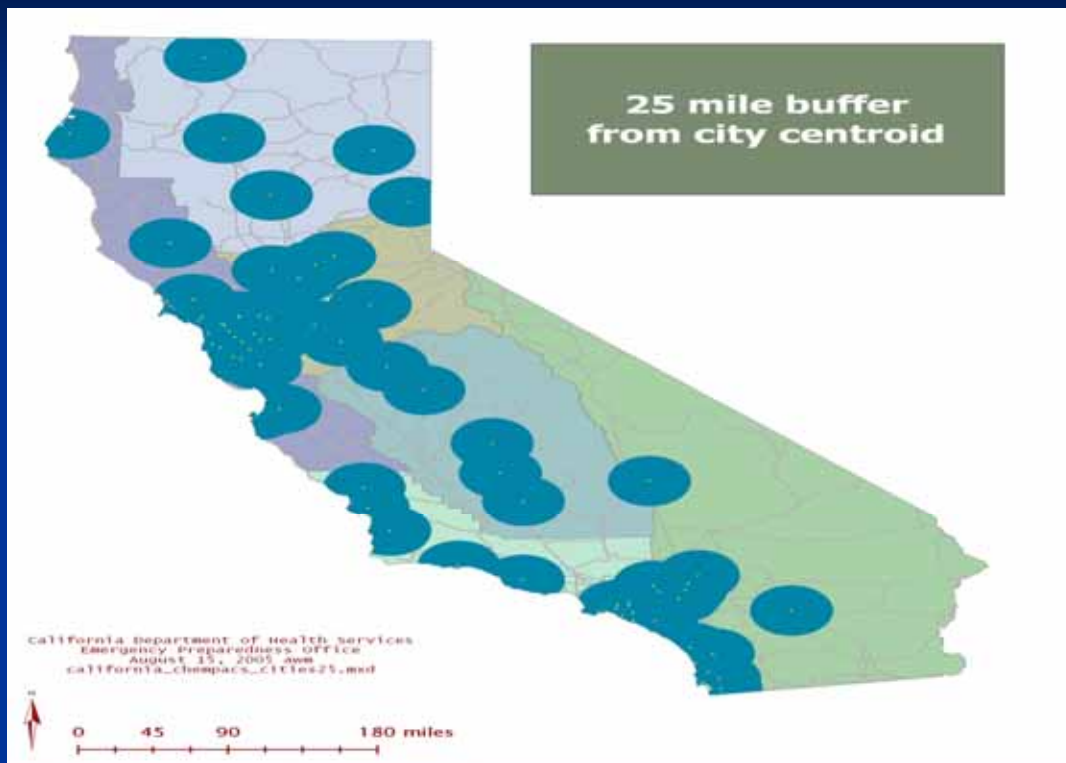 25 mile buffer
from city centroid
California Department of Health Services
Emergency Preparedness Office
August 15, 2005 awm
california_chempacs_cities25.mxd
N
0 45 90 180 miles